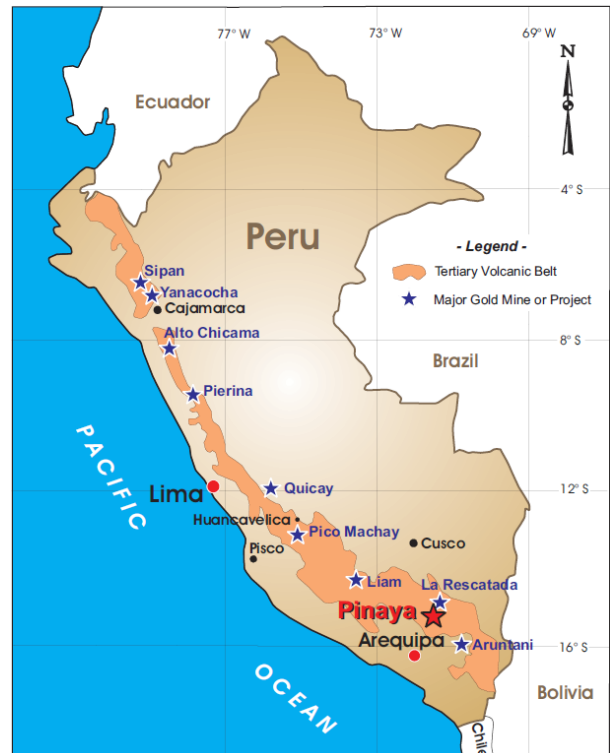 77° W
73° W
69° W
N
Ecuador
4° S
Peru
- Legend -
Tertiary Volcanic Belt
Major Gold Mine or Project
Sipan
Yanacocha
Cajamarca
Alto Chicama
8° S
Brazil
Pierina
PACIFIC
Lima
Quicay
12° S
Huancavelica
Pico Machay
Pisco
Cusco
Liam
La Rescatada
Pinaya
Arequipa
Aruntani
16° S
OCEAN
Bolivia
Chile